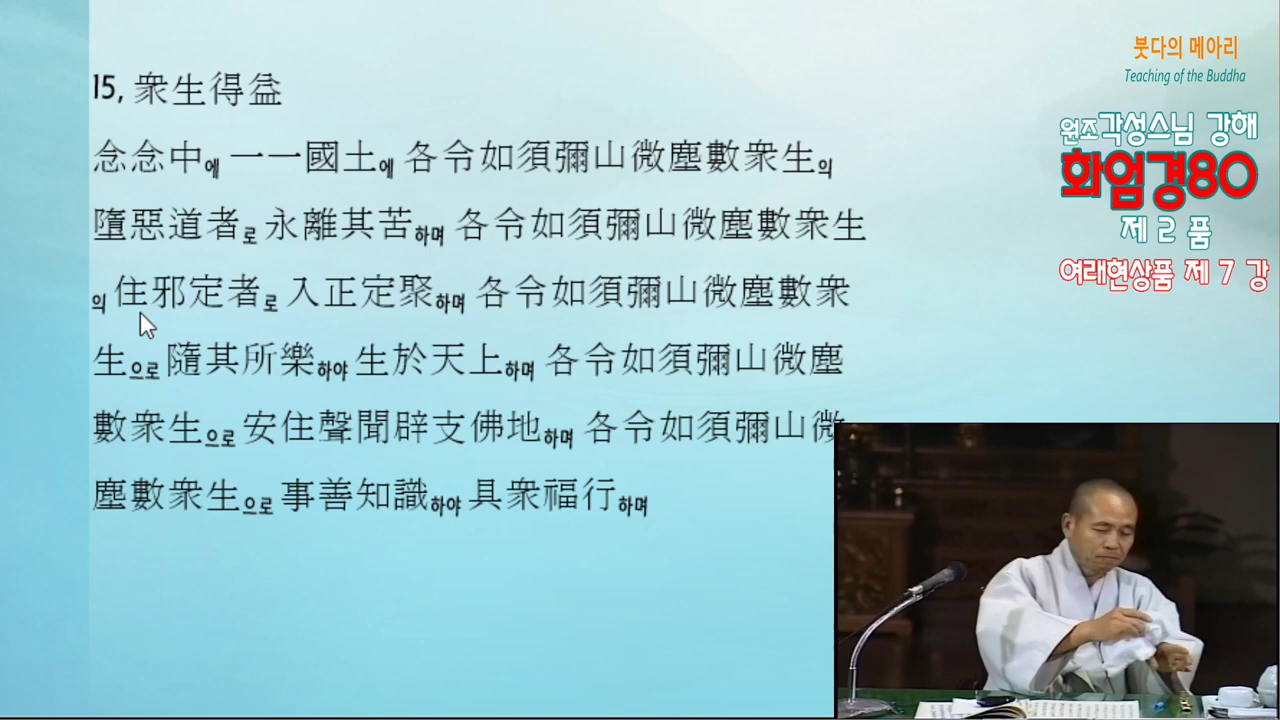 15, 衆生得益
念念中에 一一國土에 各令如須彌山微塵數衆生의
墮惡道者로 永離其苦하며 各令如須彌山微塵數衆生
의 住邪定者로 入正定聚하며 各令如須彌山微塵數衆
生으로 隨其所樂하야 生於天上하며 各令如須彌山微塵
數衆生으로 安住聲聞辟支佛地하며 各令如須彌山微
塵數衆生으로 事善知識하야 具衆福行하며
붓다의 메아리
Teaching of the Buddha
원조각성스님 강해
화엄경80
제 2 품
여래현상품 제 7 강